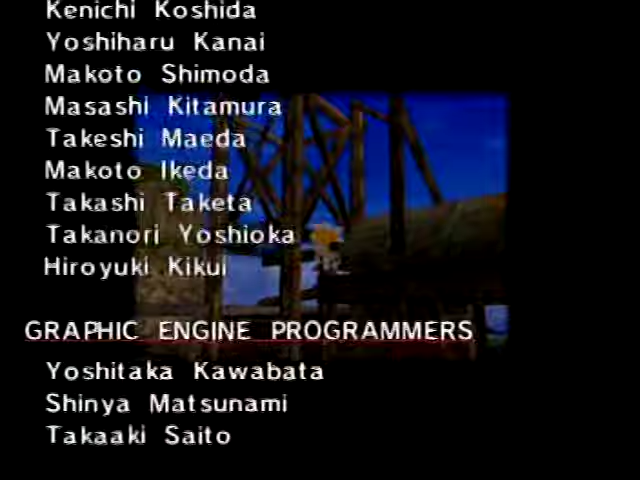 Kenichi Koshida
Yoshiharu Kanai
Makoto Shimoda
Masashi Kitamura
Takeshi Maeda
Makoto Ikeda
Takashi Taketa
Takanori Yoshioka
Hiroyuki Kikui
GRAPHIC ENGINE PROGRAMMERS
Yoshitaka Kawabata
Shinya Matsunami
Takaaki Saito